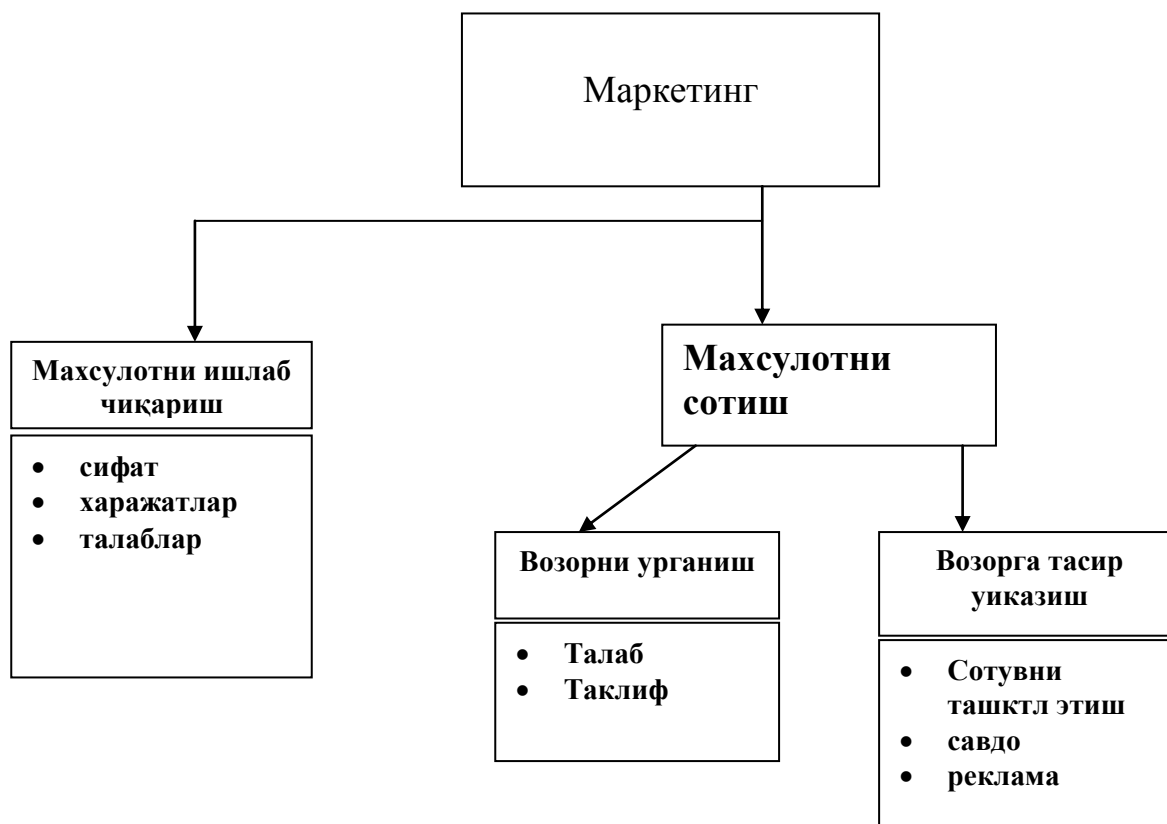 Маркетинг
Махсулотни ишлаб
чиқариш
• сифат
• харажатлар
• талаблар
Махсулотни
сотиш
Возорни урганиш
• Талаб
• Таклиф
Возорга тасир
уиказиш
• Сотувни
ташктл этиш
• савдо
• реклама